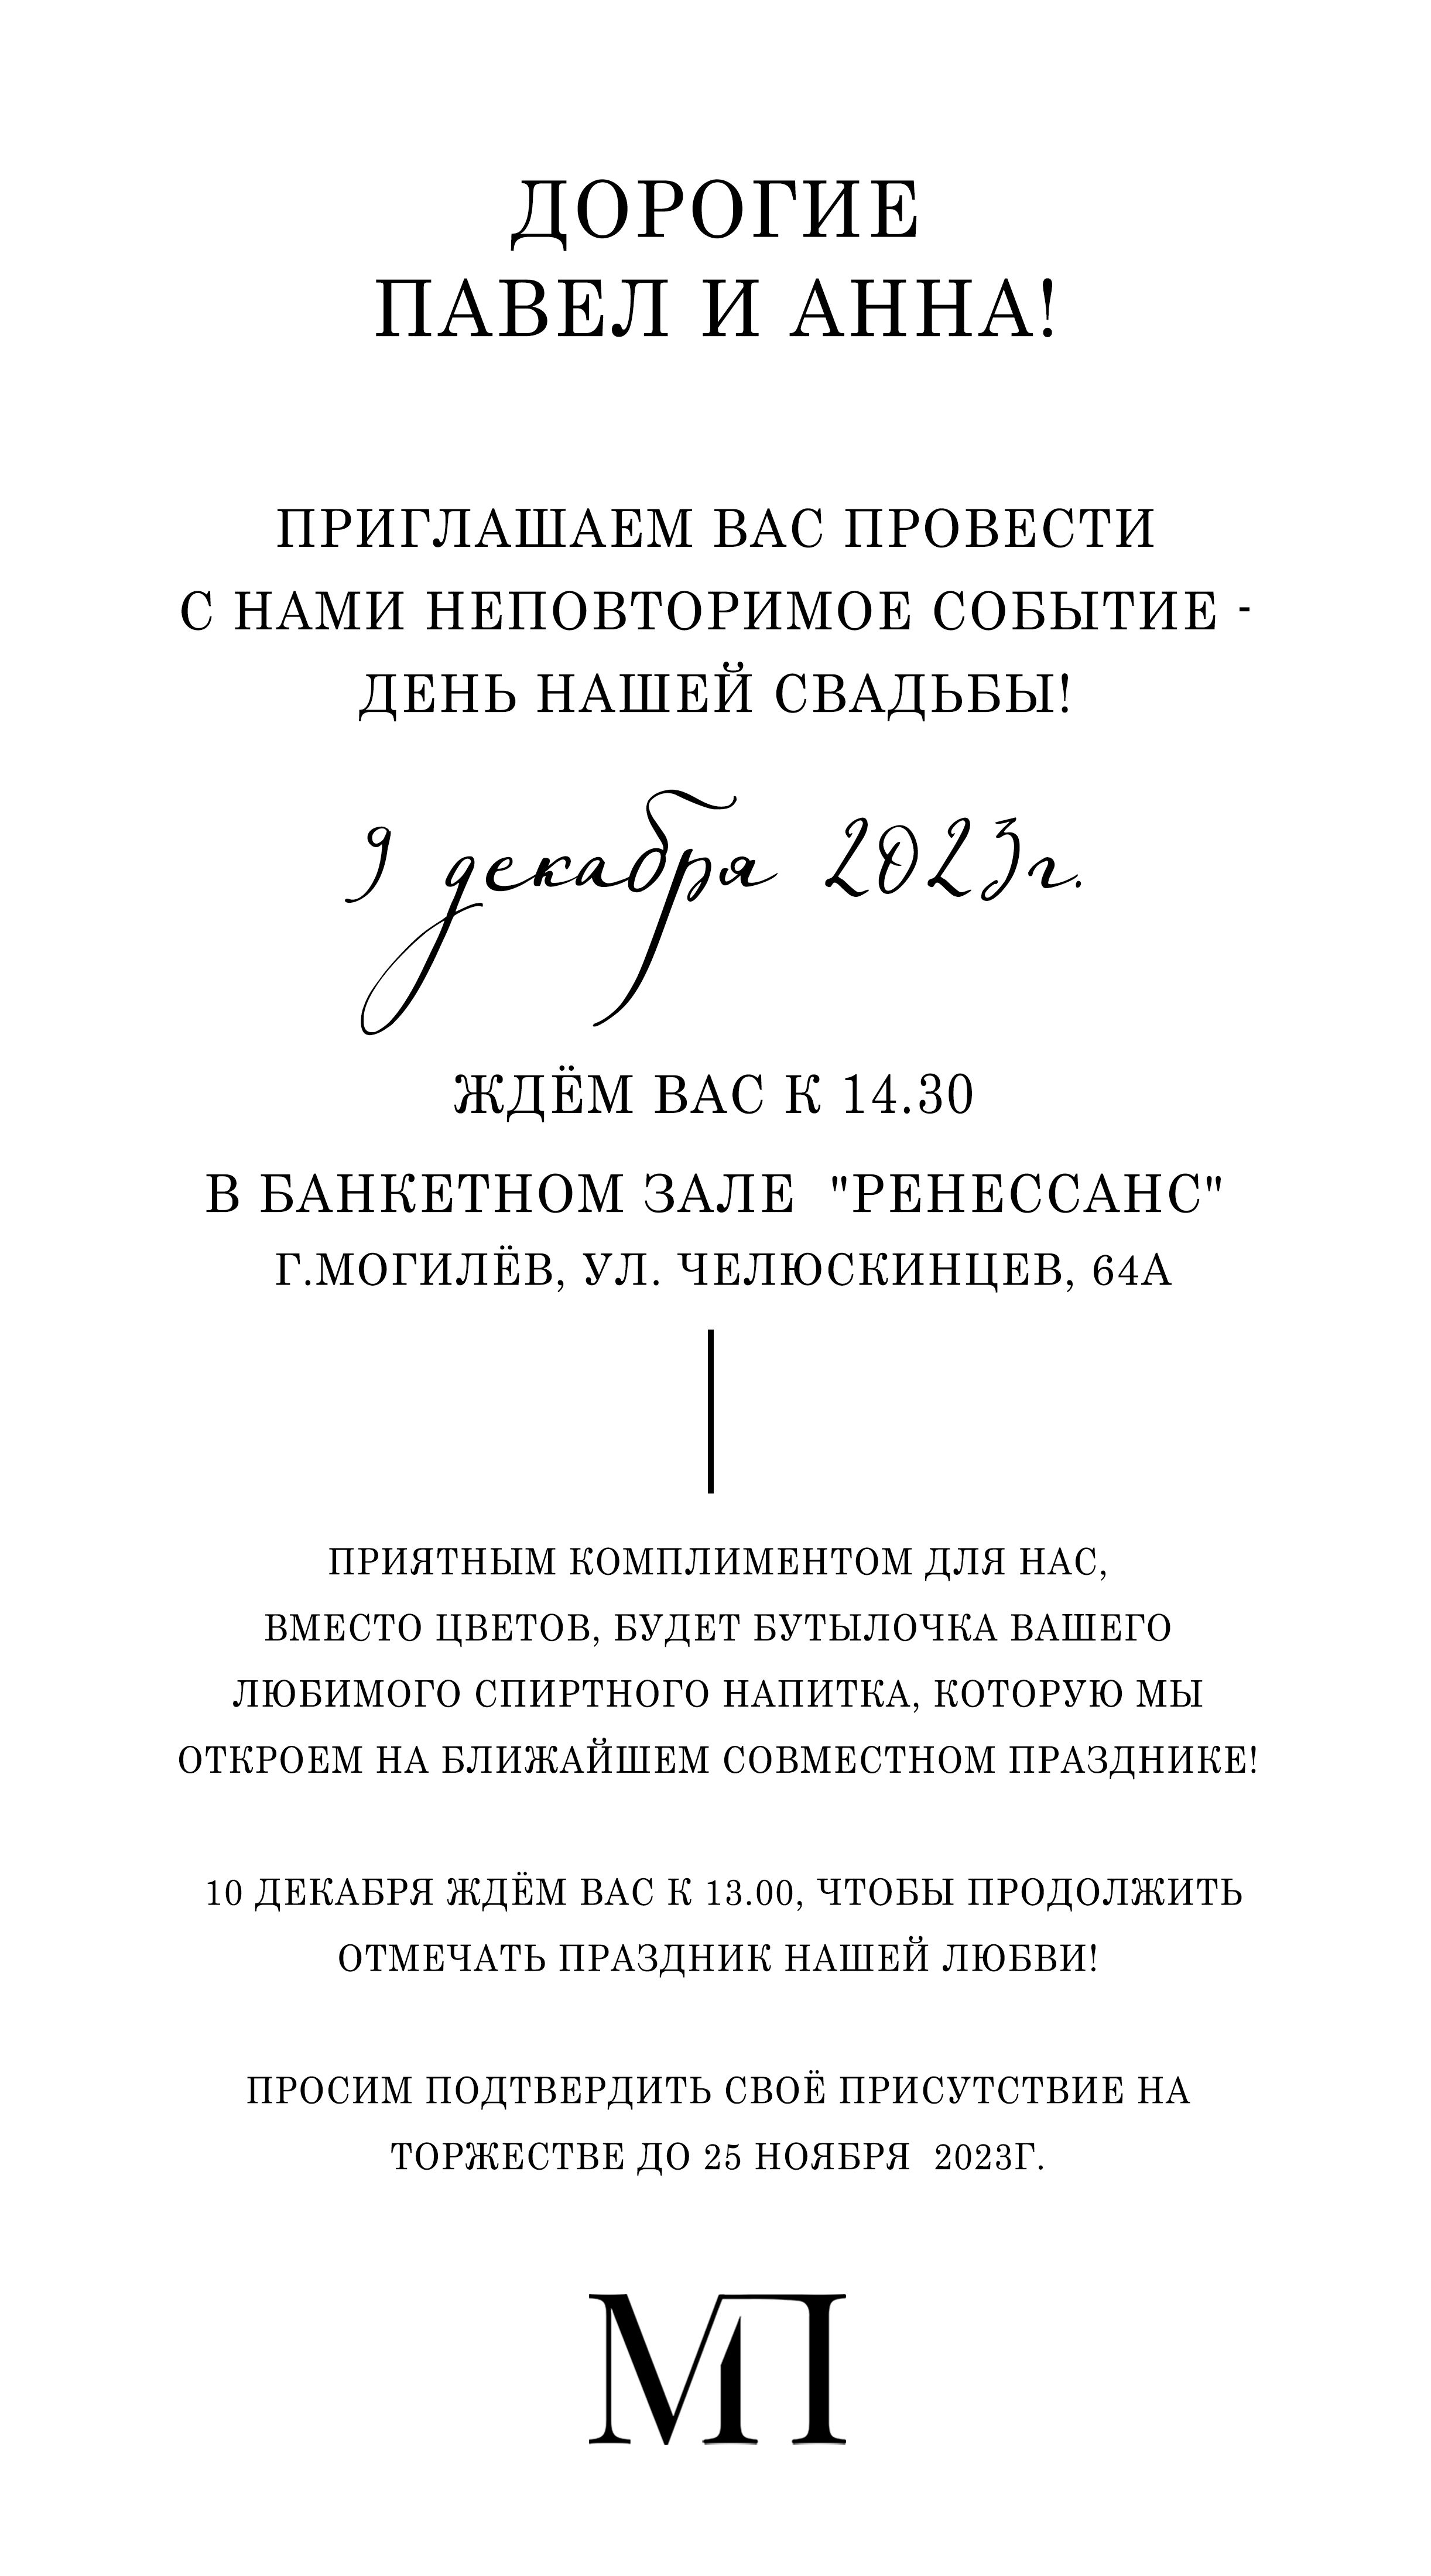 ДОРОГИЕ
ПАВЕЛ И АННА!
ПРИГЛАШАЕМ ВАС ПРОВЕСТИ
С НАМИ НЕПОВТОРИМОЕ СОБЫТИЕ -
ДЕНЬ НАШЕЙ СВАДЬБЫ!
9 декабря 2023г.
ЖДЁМ ВАС К 14.30
В БАНКЕТНОМ ЗАЛЕ "РЕНЕССАНС"
Г.МОГИЛЁВ, УЛ. ЧЕЛЮСКИНЦЕВ, 64А
ПРИЯТНЫМ КОМПЛИМЕНТОМ ДЛЯ НАС,
ВМЕСТО ЦВЕТОВ, БУДЕТ БУТЫЛОЧКА ВАШЕГО
ЛЮБИМОГО СПИРТНОГО НАПИТКА, КОТОРУЮ МЫ
ОТКРОЕМ НА БЛИЖАЙШЕМ СОВМЕСТНОМ ПРАЗДНИКЕ!
10 ДЕКАБРЯ ЖДЁМ ВАС К 13.00, ЧТОБЫ ПРОДОЛЖИТЬ
ОТМЕЧАТЬ ПРАЗДНИК НАШЕЙ ЛЮБВИ!
ПРОСИМ ПОДТВЕРДИТЬ СВОЁ ПРИСУТСТВИЕ НА
ТОРЖЕСТВЕ ДО 25 НОЯБРЯ 2023Г.
МП